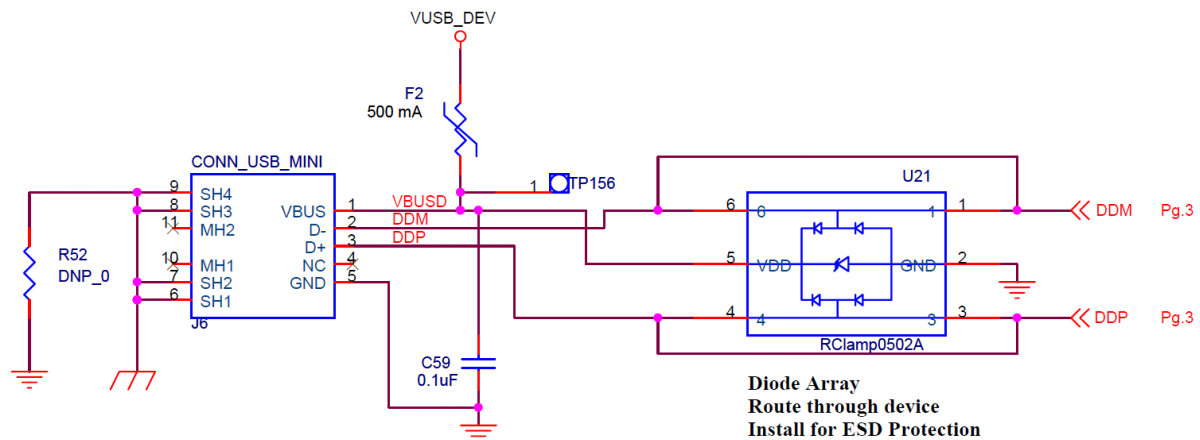 VUSB_DEV
F2
500 mA
CONN_USB_MINI
1 TP156
U21
9 SH4
8 SH3
11 MH2
10 MH1
7 SH2
6 SH1
VBUS 1 VBUSD
D- 2 DDM
D+ 3 DDP
NC 4
GND 5
J6
R52
DNP_0
C59
0.1uF
6 6 1 1 DDM Pg.3
5 VDD GND 2
4 4 3 3 DDP Pg.3
RClamp0502A
Diode Array
Route through device
Install for ESD Protection